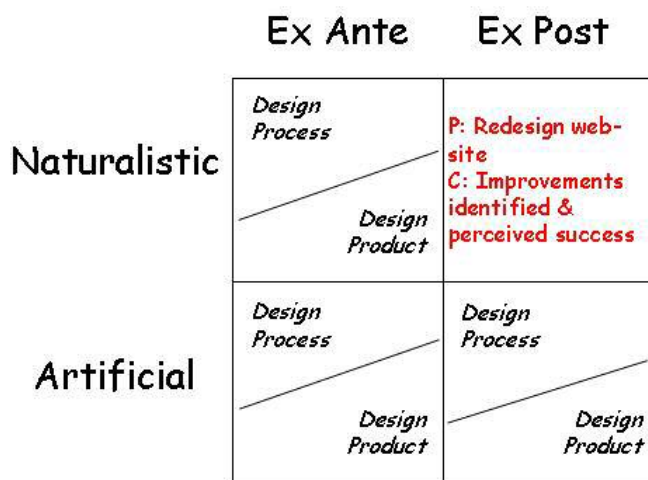 Ex Ante
Ex Post
Naturalistic
Design
Process
Design
Product
P: Redesign web-
site
C: Improvements
identified &
perceived success
Artificial
Design
Process
Design
Product
Design
Process
Design
Product